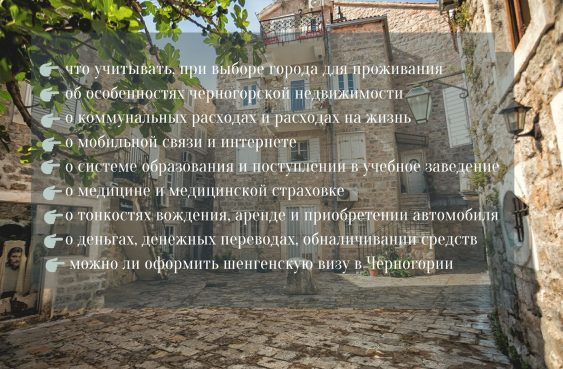 что учитывать, при выборе города для проживания
об особенностях черногорской недвижимости
о коммунальных расходах и расходах на жизнь
о мобильной связи и интернете
о системе образования и поступлении в учебное заведение
о медицине и медицинской страховке
о тонкостях вождения, аренде и приобретении автомобиля
о деньгах, денежных переводах, обналичивании средств
можно ли оформить шенгенскую визу в Черногории